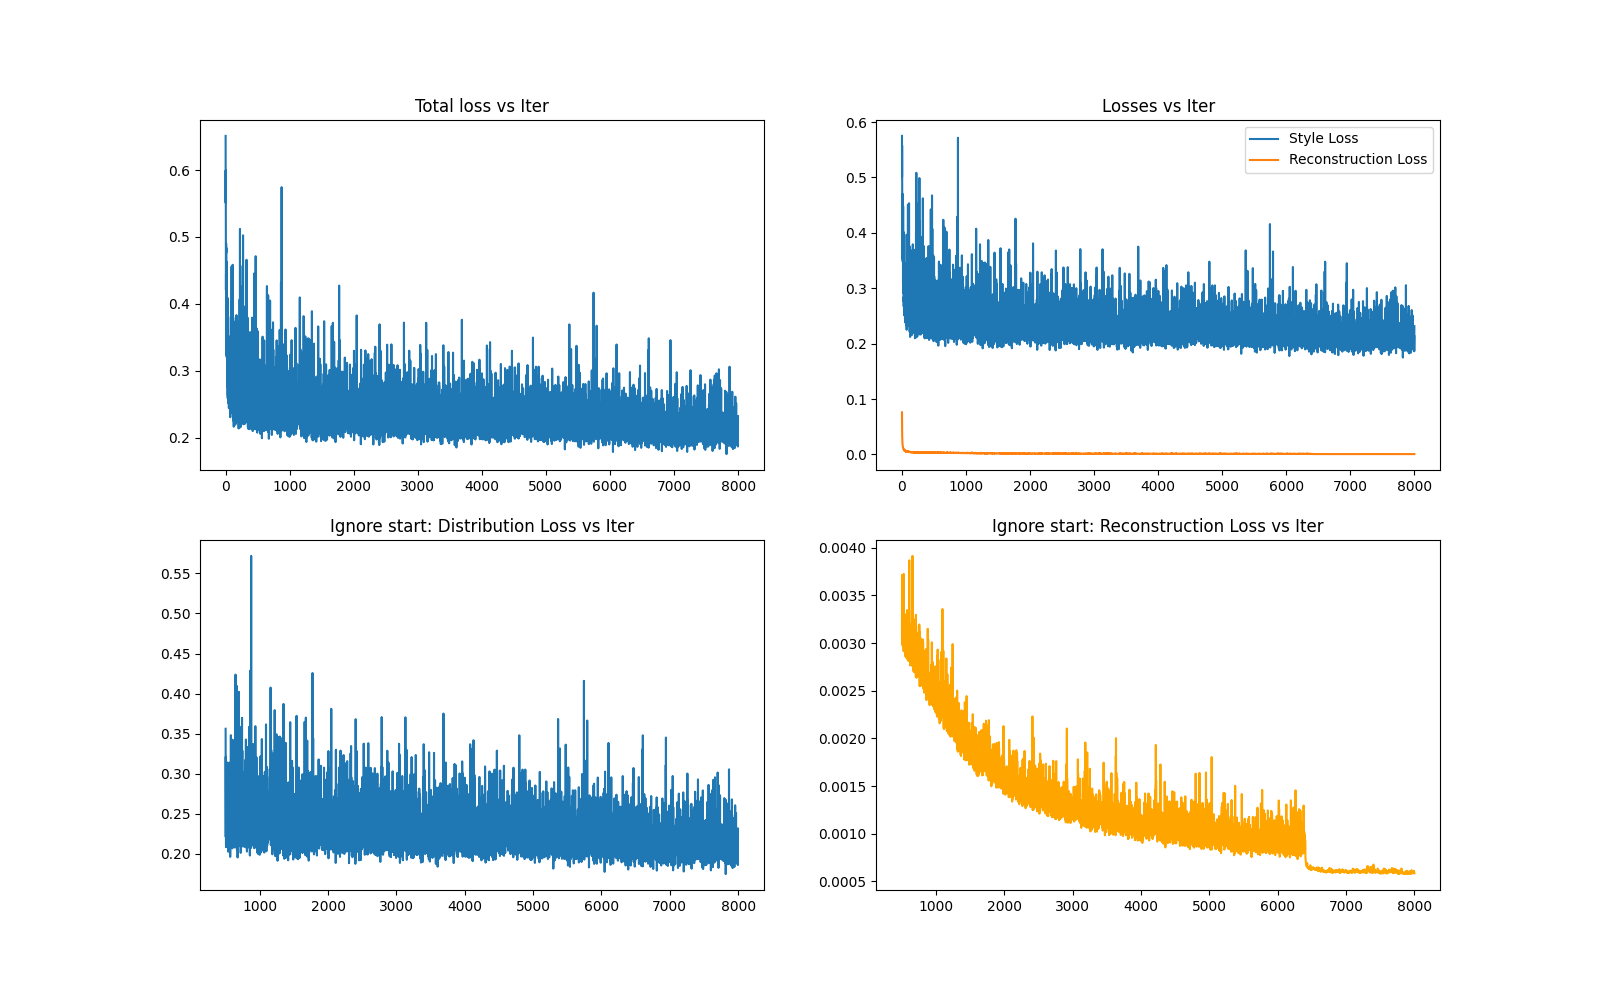 Total loss vs Iter
0.6
0.5
0.4
0.3
0.2
0 1000 2000 3000 4000 5000 6000 7000 8000
Losses vs Iter
Style Loss
Reconstruction Loss
0.6
0.5
0.4
0.3
0.2
0.1
0.0
0 1000 2000 3000 4000 5000 6000 7000 8000
Ignore start: Distribution Loss vs Iter
0.55
0.50
0.45
0.40
0.35
0.30
0.25
0.20
1000 2000 3000 4000 5000 6000 7000 8000
Ignore start: Reconstruction Loss vs Iter
0.0040
0.0035
0.0030
0.0025
0.0020
0.0015
0.0010
0.0005
1000 2000 3000 4000 5000 6000 7000 8000